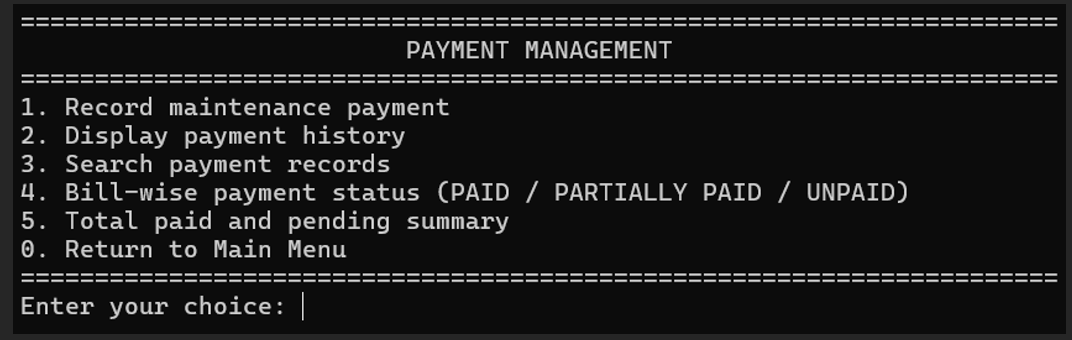 ======================================================================
PAYMENT MANAGEMENT
======================================================================
1. Record maintenance payment
2. Display payment history
3. Search payment records
4. Bill-wise payment status (PAID / PARTIALLY PAID / UNPAID)
5. Total paid and pending summary
0. Return to Main Menu
======================================================================
Enter your choice: